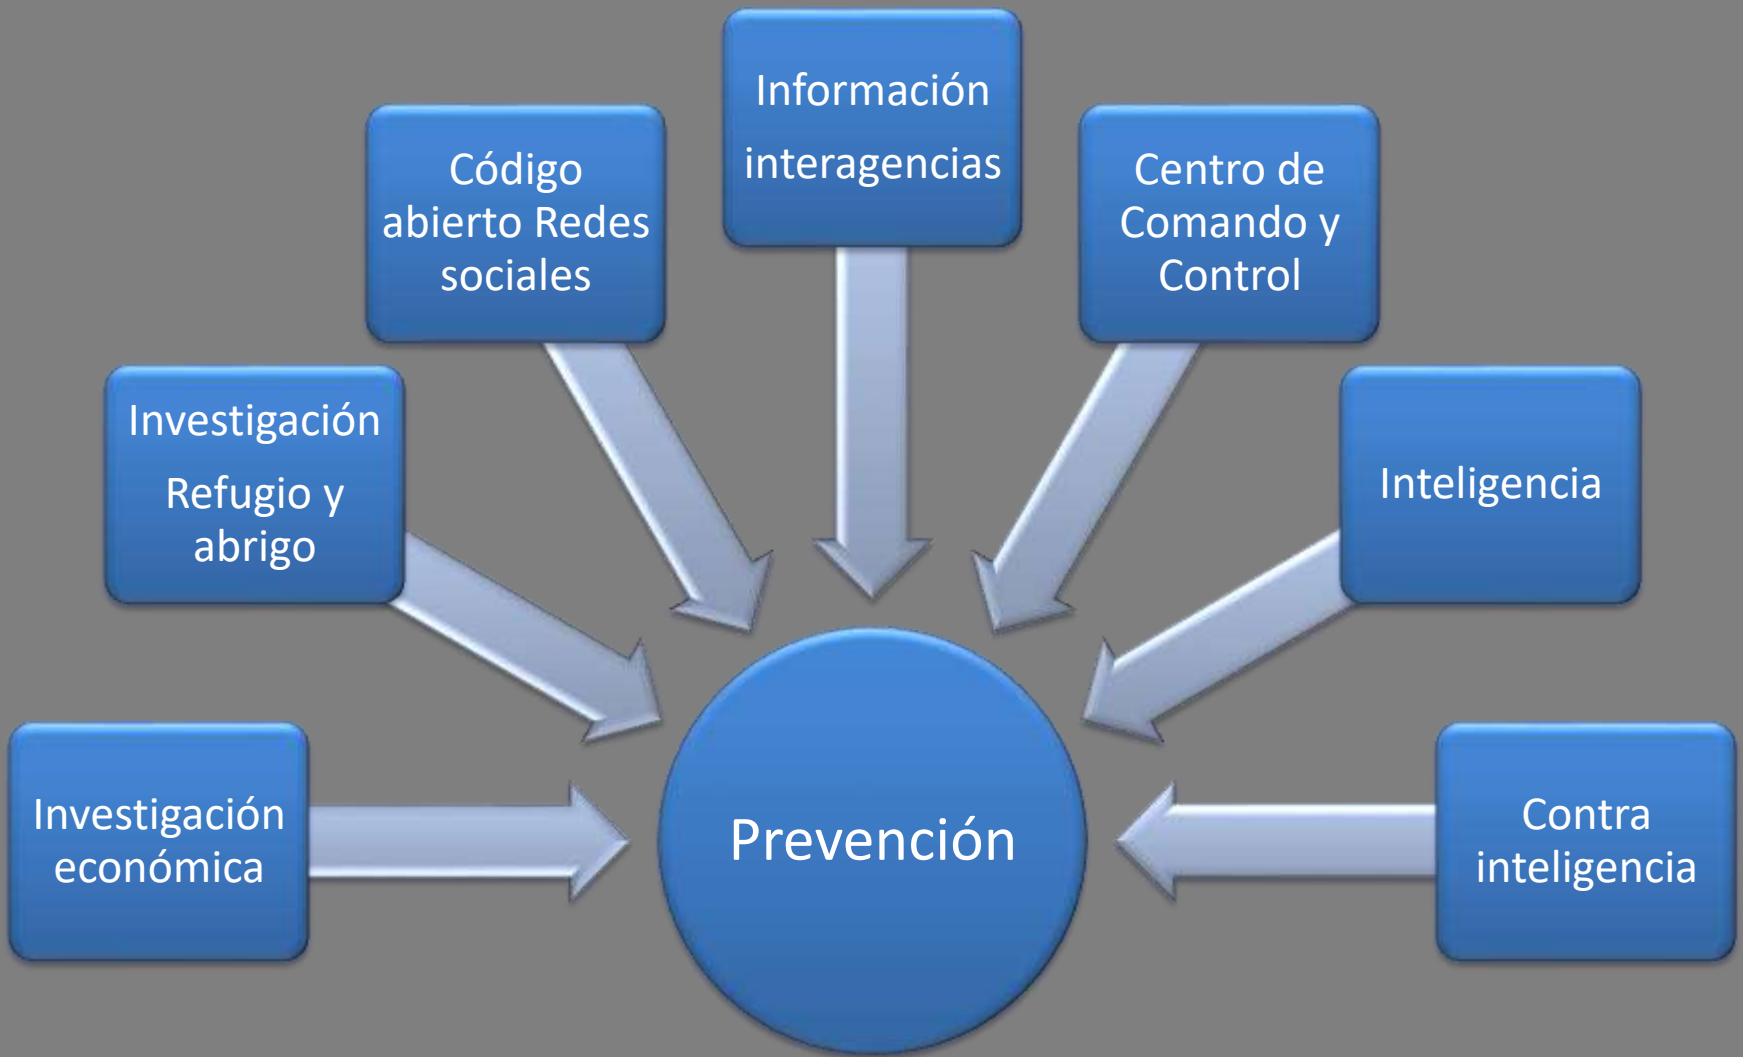 Información
interagencias
Código
abierto Redes
sociales
Centro de
Comando y
Control
Investigación
Refugio y
abrigo
Inteligencia
Investigación
económica
Prevención
Contra
inteligencia